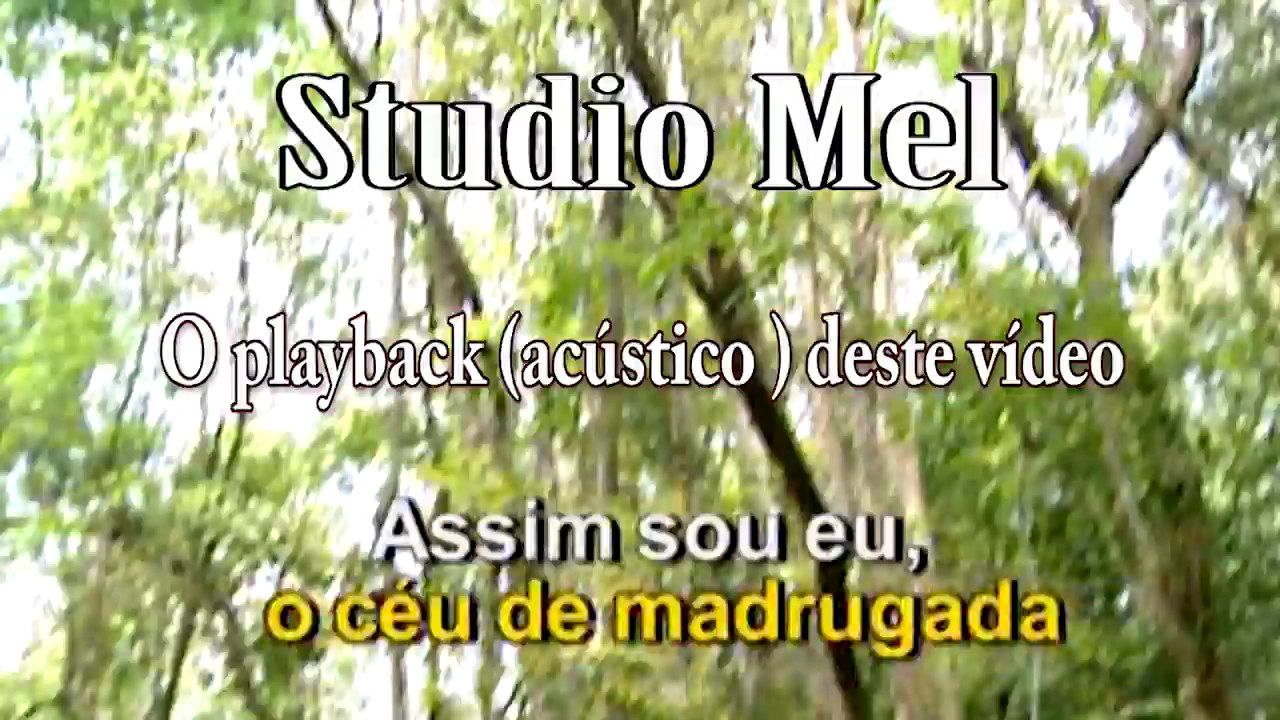 Studio Mel
O playback (acústico ) deste vídeo
Assim sou eu,
o céu de madrugada